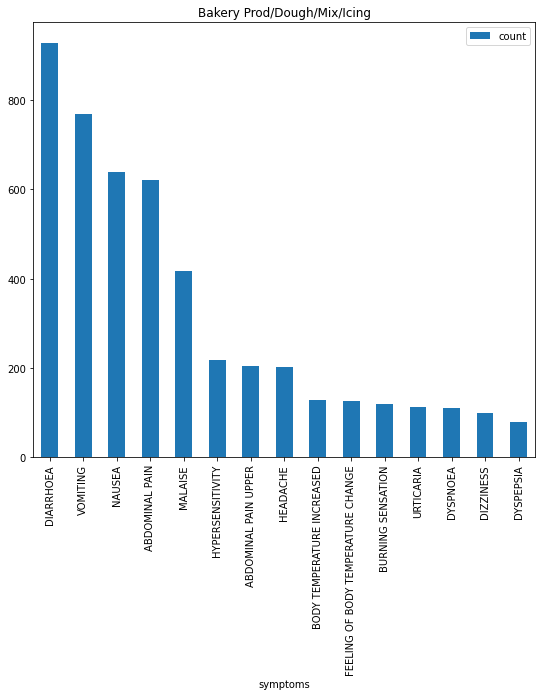 Bakery Prod/Dough/Mix/Icing
count
800
600
400
200
0
DIARRHOEA
VOMITING
NAUSEA
ABDOMINAL PAIN
MALAISE
HYPERSENSITIVITY
ABDOMINAL PAIN UPPER
HEADACHE
BODY TEMPERATURE INCREASED
FEELING OF BODY TEMPERATURE CHANGE
BURNING SENSATION
URTICARIA
DYSPNOEA
DIZZINESS
DYSPEPSIA
symptoms